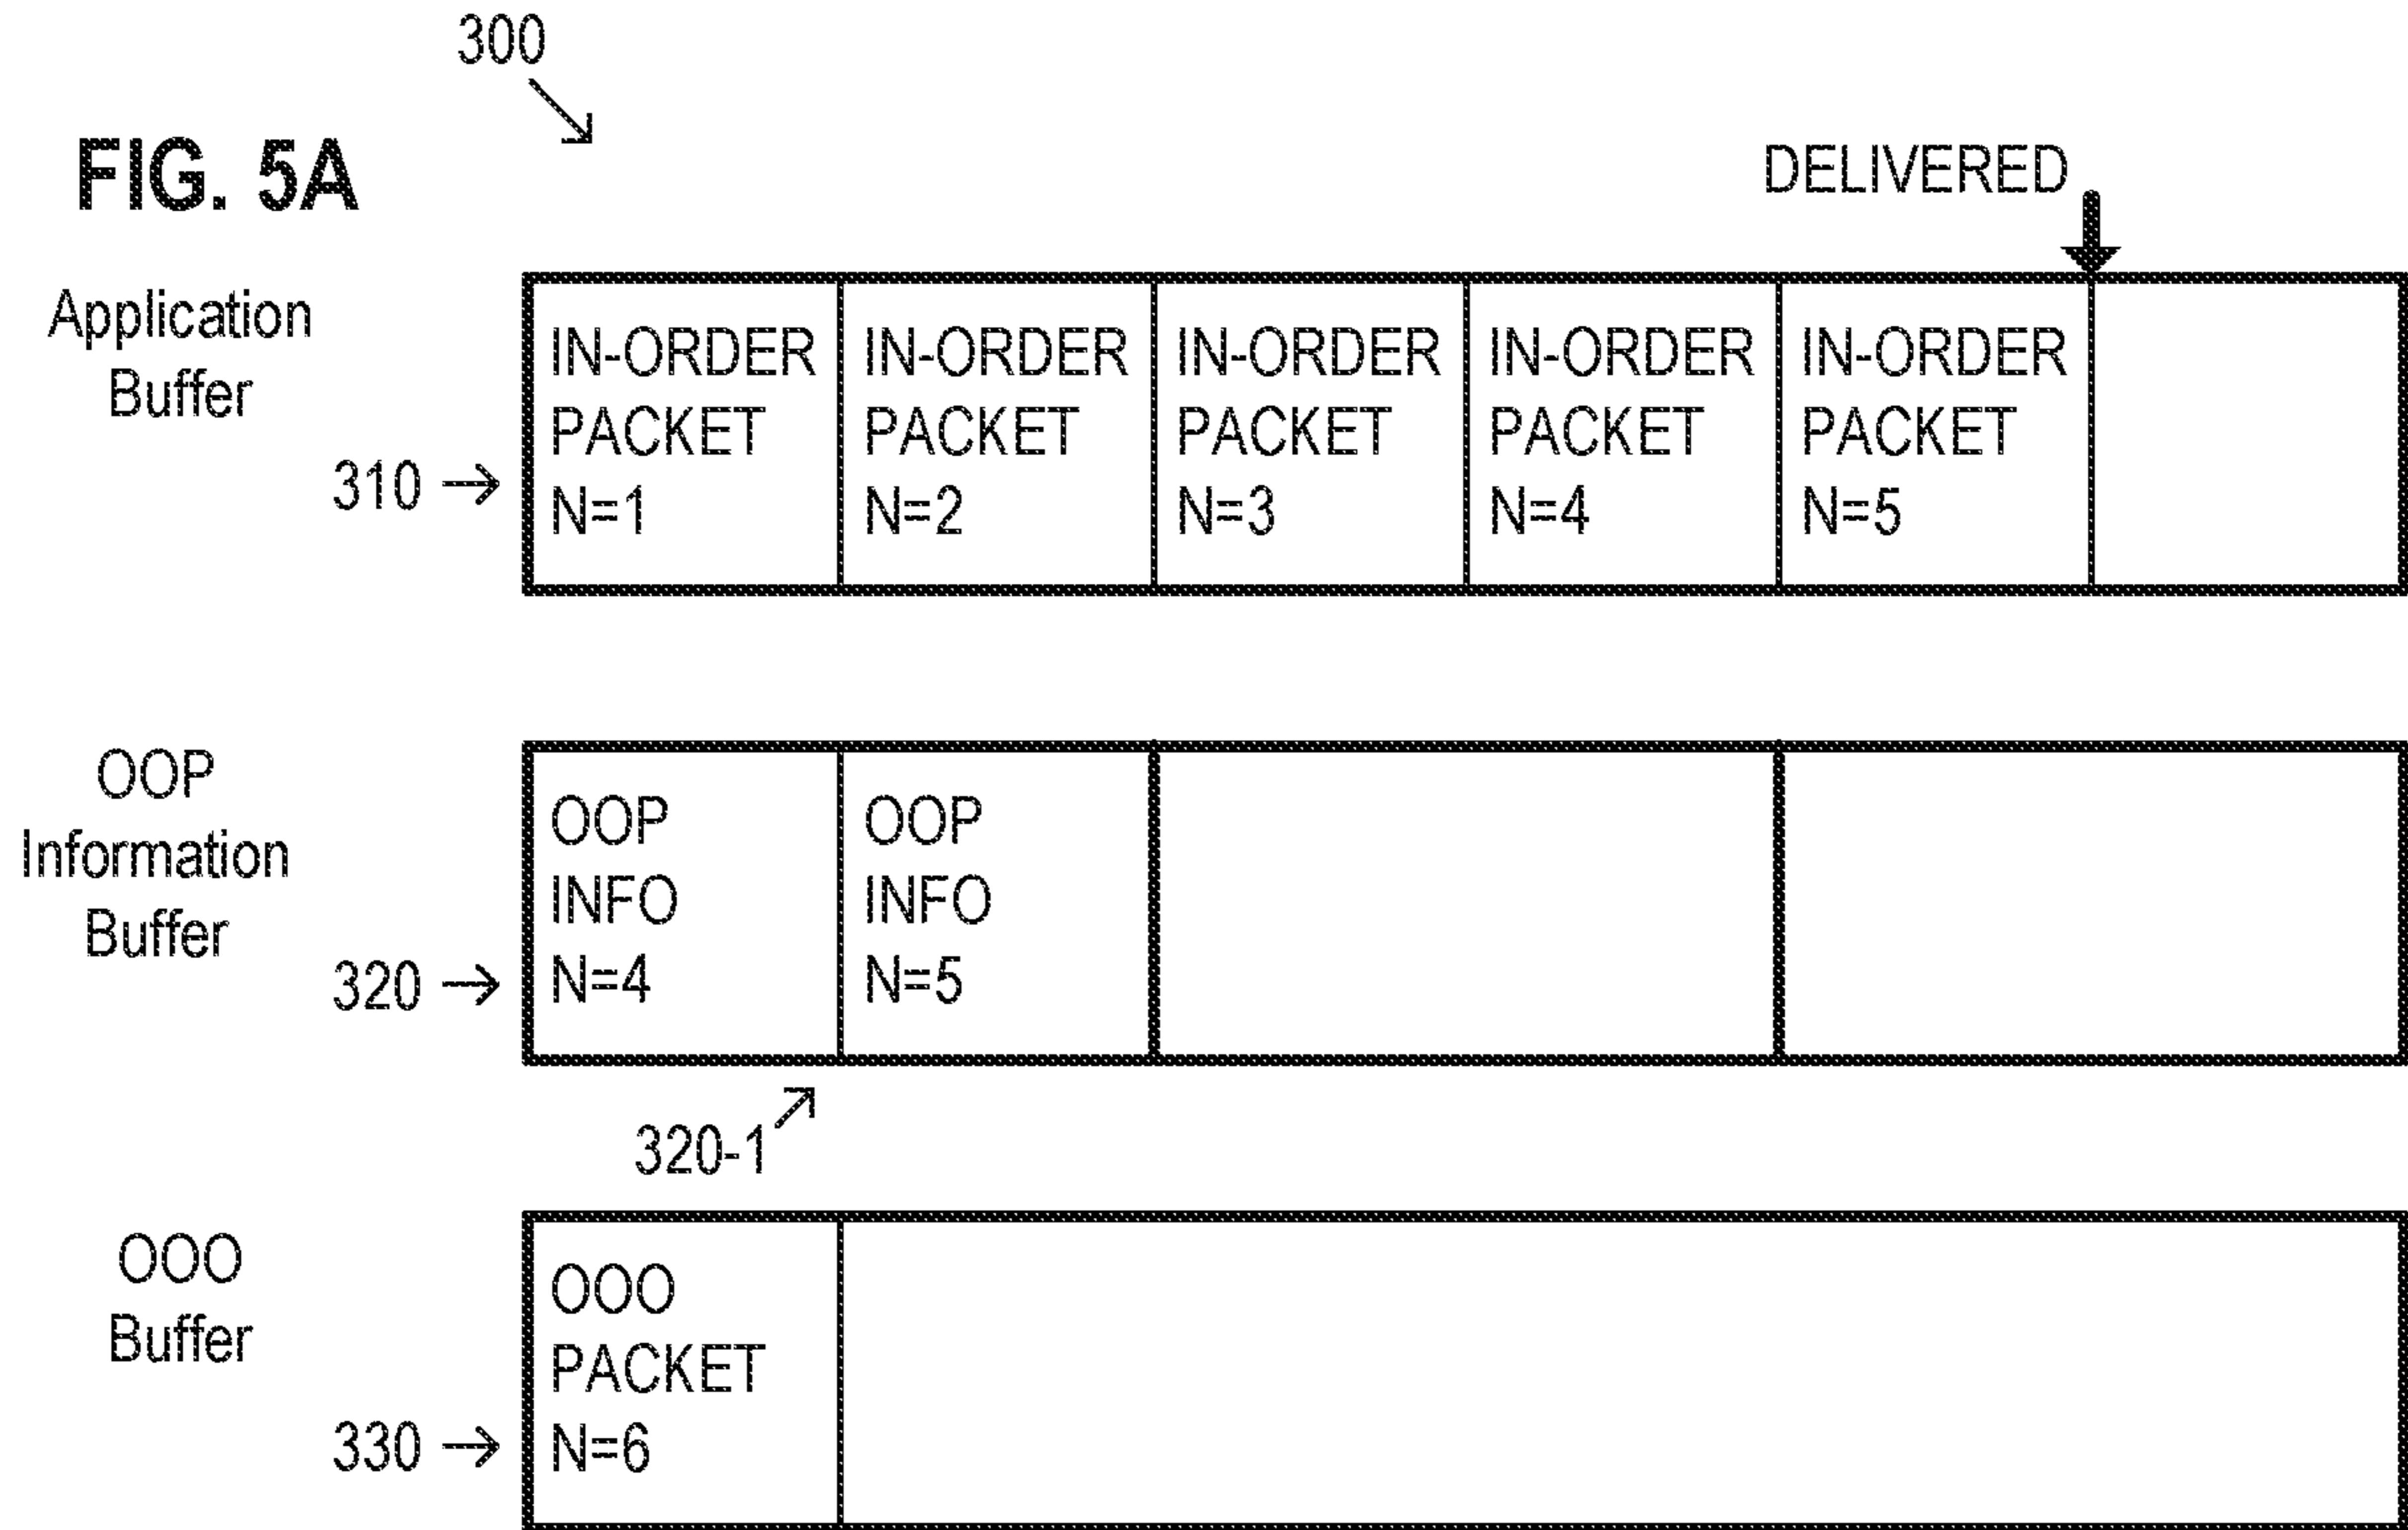 300
FIG. 5A
DELIVERED
Application
Buffer
310
IN-ORDER
PACKET
N=1
IN-ORDER
PACKET
N=2
IN-ORDER
PACKET
N=3
IN-ORDER
PACKET
N=4
IN-ORDER
PACKET
N=5
OOP
Information
Buffer
320
OOP
INFO
N=4
OOP
INFO
N=5
320-1
OOO
Buffer
330
OOO
PACKET
N=6